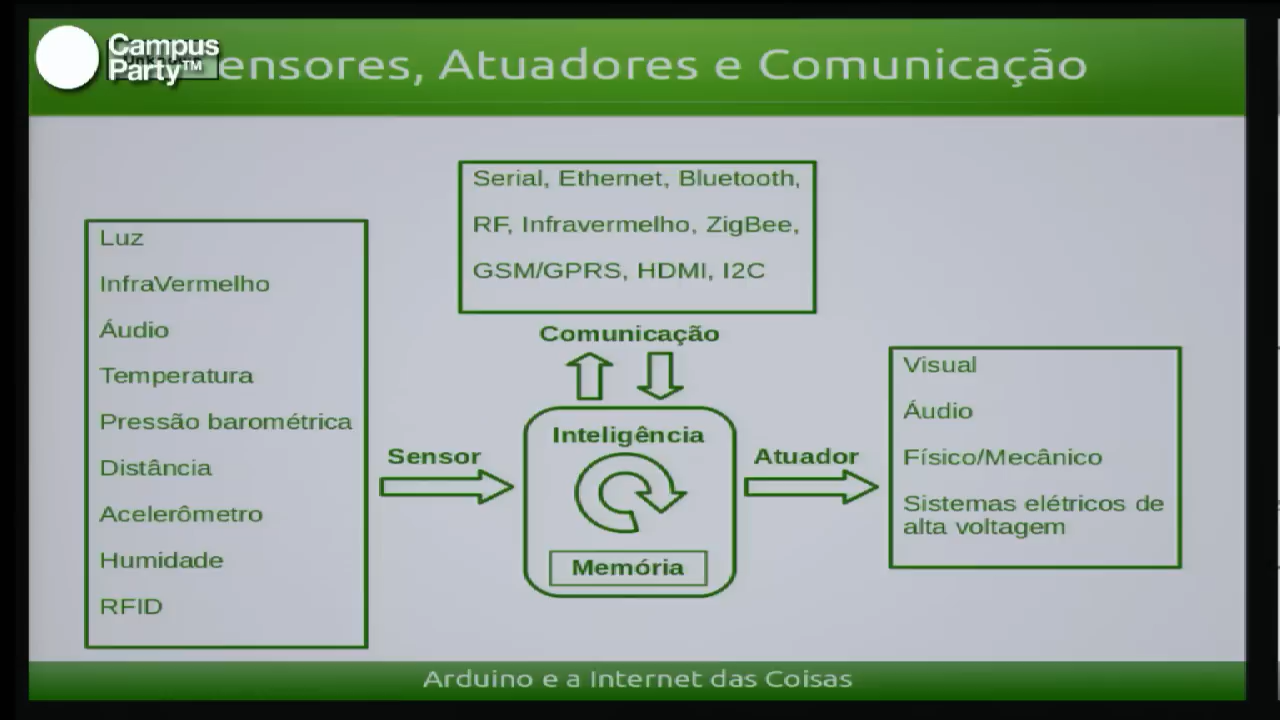 Campus
Party™
ensores, Atuadores e Comunicação
Serial, Ethernet, Bluetooth,
RF, Infravermelho, ZigBee,
GSM/GPRS, HDMI, I2C
Comunicação
Luz
InfraVermelho
Áudio
Temperatura
Pressão barométrica
Distância
Acelerômetro
Humidade
RFID
Sensor
Inteligência
Memória
Atuador
Visual
Áudio
Físico/Mecânico
Sistemas elétricos de
alta voltagem
Arduino e a Internet das Coisas